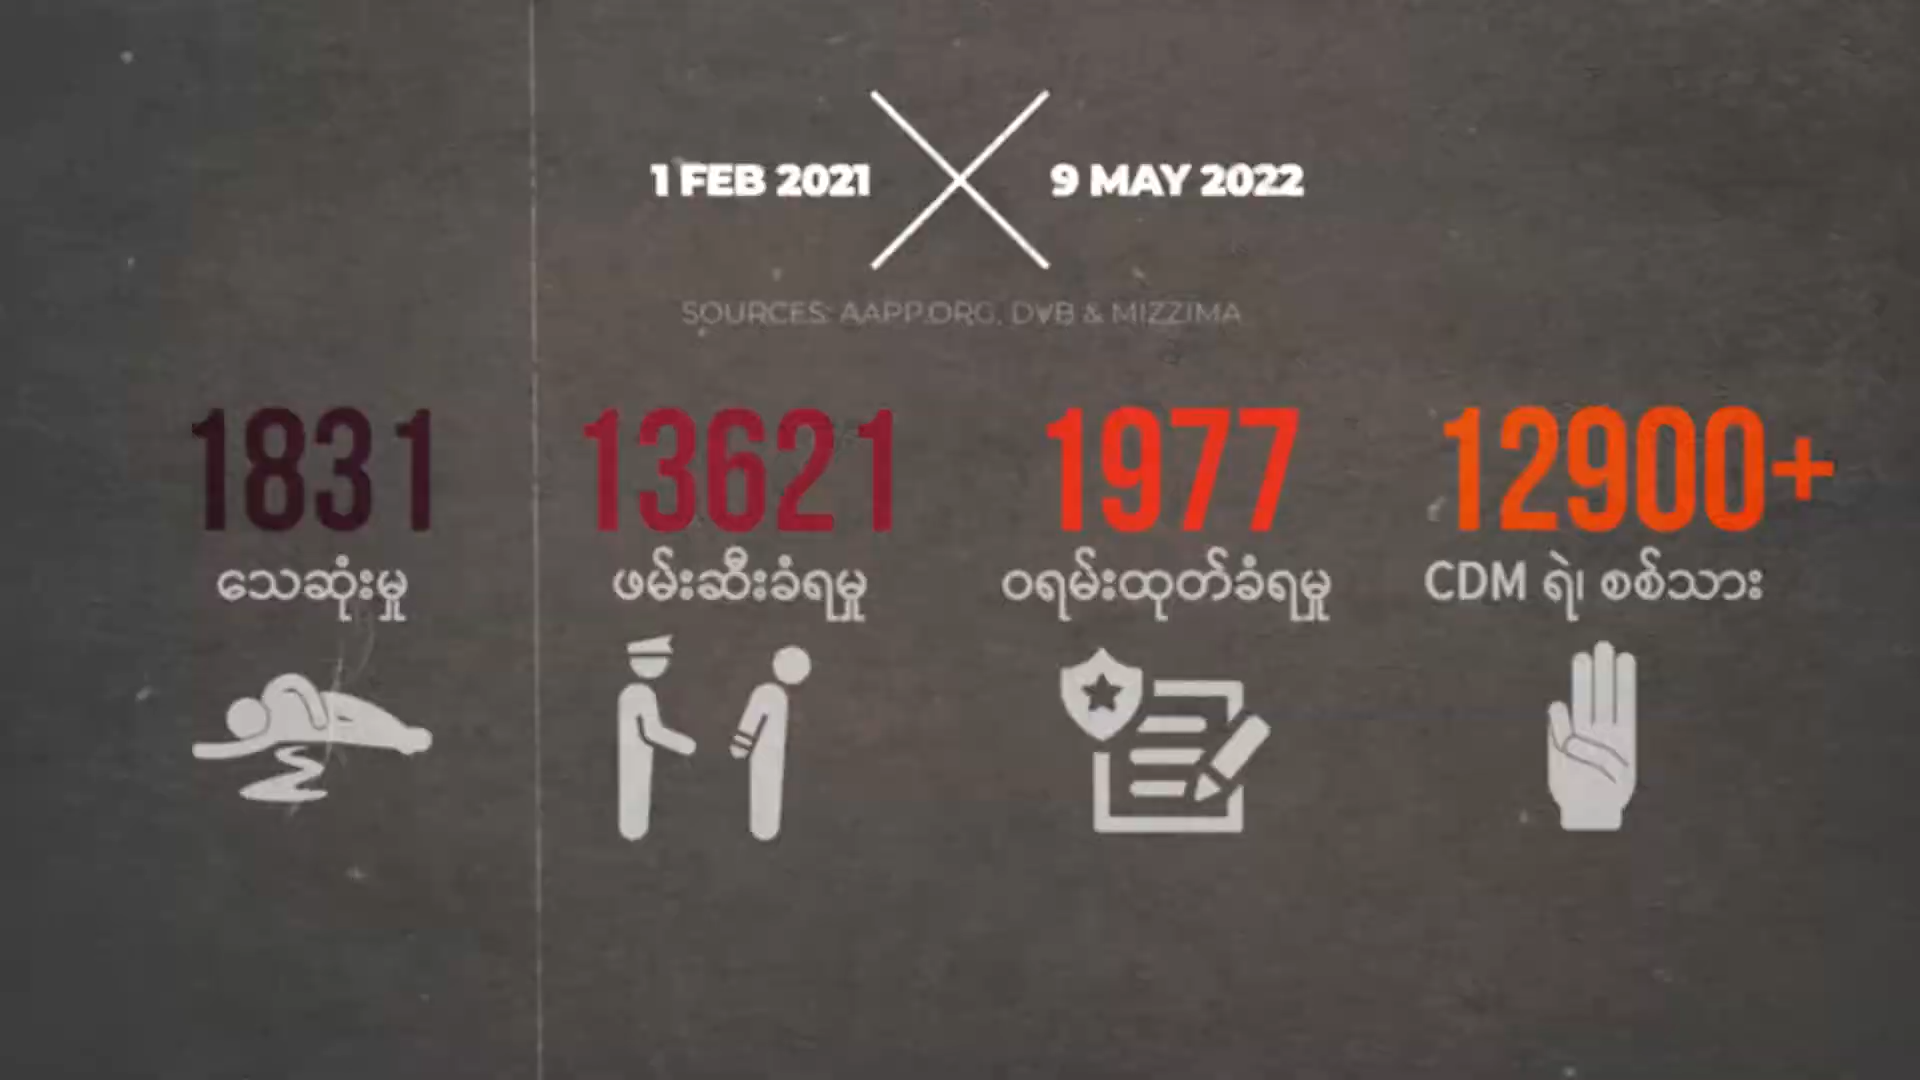 1 FEB 2021
9 MAY 2022
SOURCES: AAPP.ORG, DVB & MIZZIMA
1831
သေဆုံးမှု
13621
ဖမ်းဆီးခံရမှု
1977
ဝရမ်းထုတ်ခံရမှု
12900+
CDM ရဲ၊ စစ်သား